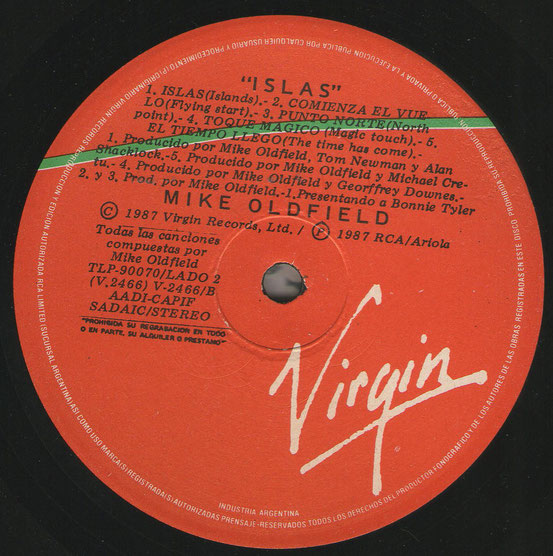 "ISLAS"
1. ISLAS(Islands).- 2. COMIENZA EL VUE-
LO(Flying start).- 3. PUNTO NORTE(North
point).- 4. TOQUE MAGICO (Magic touch).- 5.
EL TIEMPO LLEGO(The time has come).-
1. Producido por Mike Oldfield, Tom Newman y Alan
Shacklock.-5. Producido por Mike Oldfield y Michael Cre-
tu.-4. Producido por Mike Oldfield y Georffrey Downes.-
2. y 3. Prod. por Mike Oldfield.-1.Presentando a Bonnie Tyler
MIKE OLDFIELD
© 1987 Virgin Records, Ltd. / Ⓟ 1987 RCA/Ariola
Todas las canciones
compuestas por
Mike Oldfield
TLP-90070/LADO 2
(V.2466) V-2466/B
AADI-CAPIF
SADAIC/STEREO
"PROHIBIDA SU REGRABACION EN TODO
O EN PARTE, SU ALQUILER O PRESTAMO"
Virgin
INDUSTRIA ARGENTINA